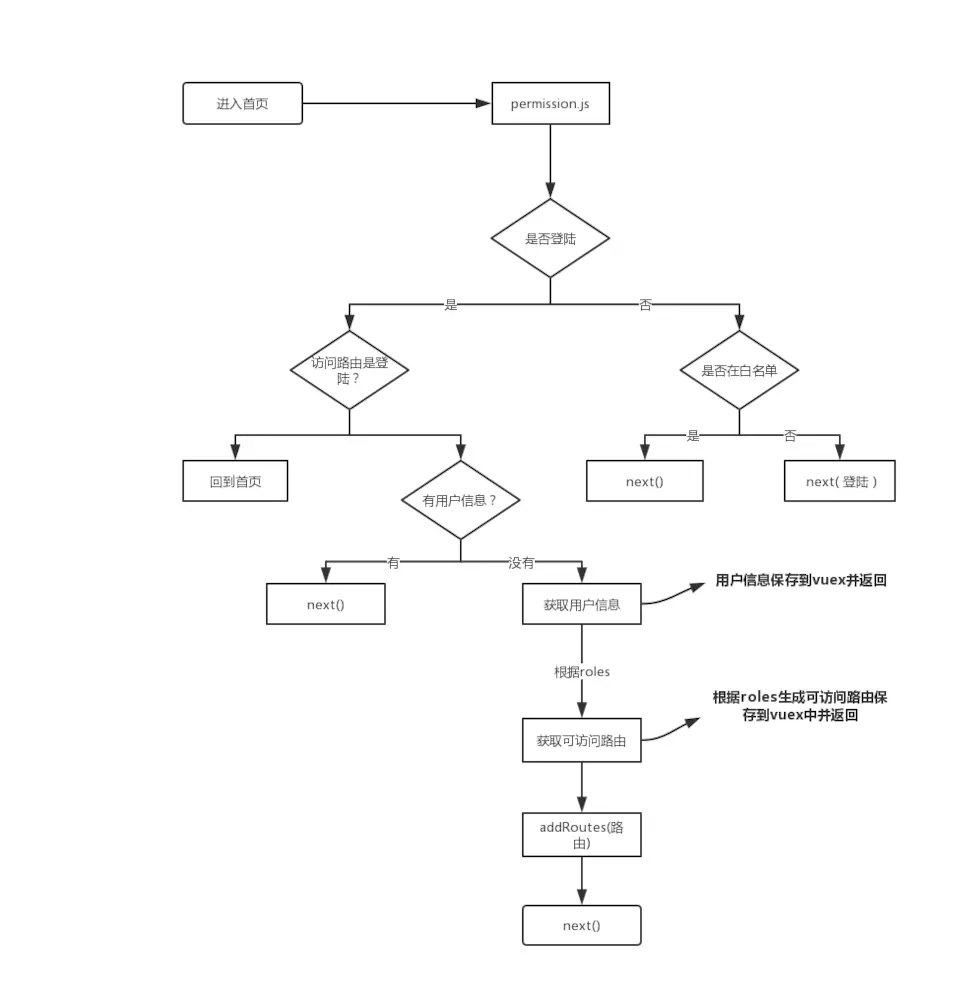 进入首页
permission.js
是否登陆
是
否
访问路由是登
陆？
是否在白名单
是
否
回到首页
有用户信息？
next()
next( 登陆 )
有
没有
用户信息保存到vuex并返回
next()
获取用户信息
根据roles
根据roles生成可访问路由保
存到vuex中并返回
获取可访问路由
addRoutes(路
由)
next()